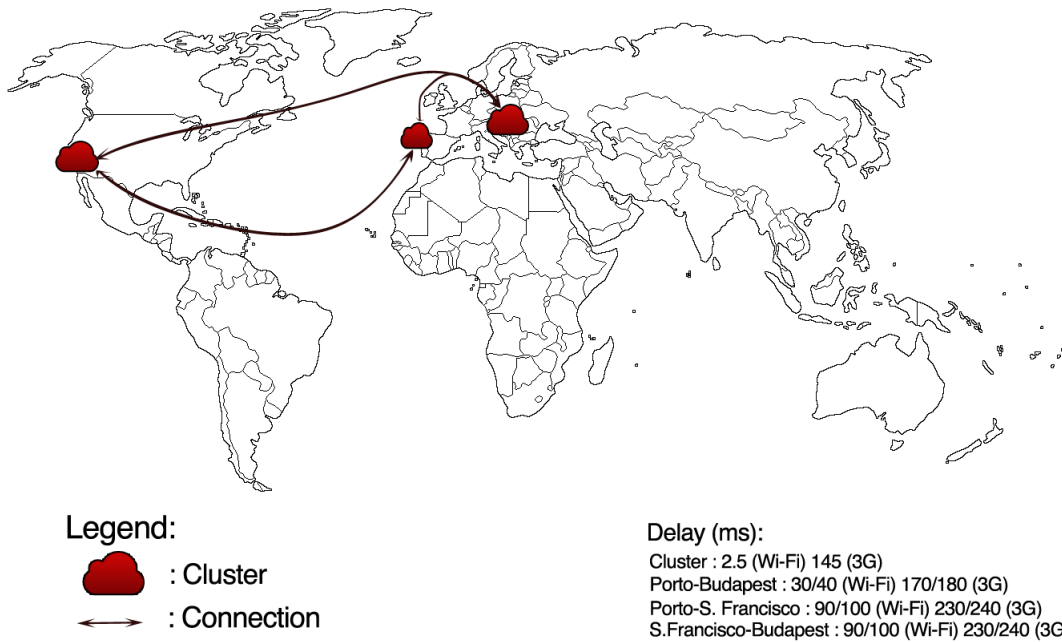 Legend:
: Cluster
: Connection
Delay (ms):
Cluster : 2.5 (Wi-Fi) 145 (3G)
Porto-Budapest : 30/40 (Wi-Fi) 170/180 (3G)
Porto-S. Francisco : 90/100 (Wi-Fi) 230/240 (3G)
S.Francisco-Budapest : 90/100 (Wi-Fi) 230/240 (3G